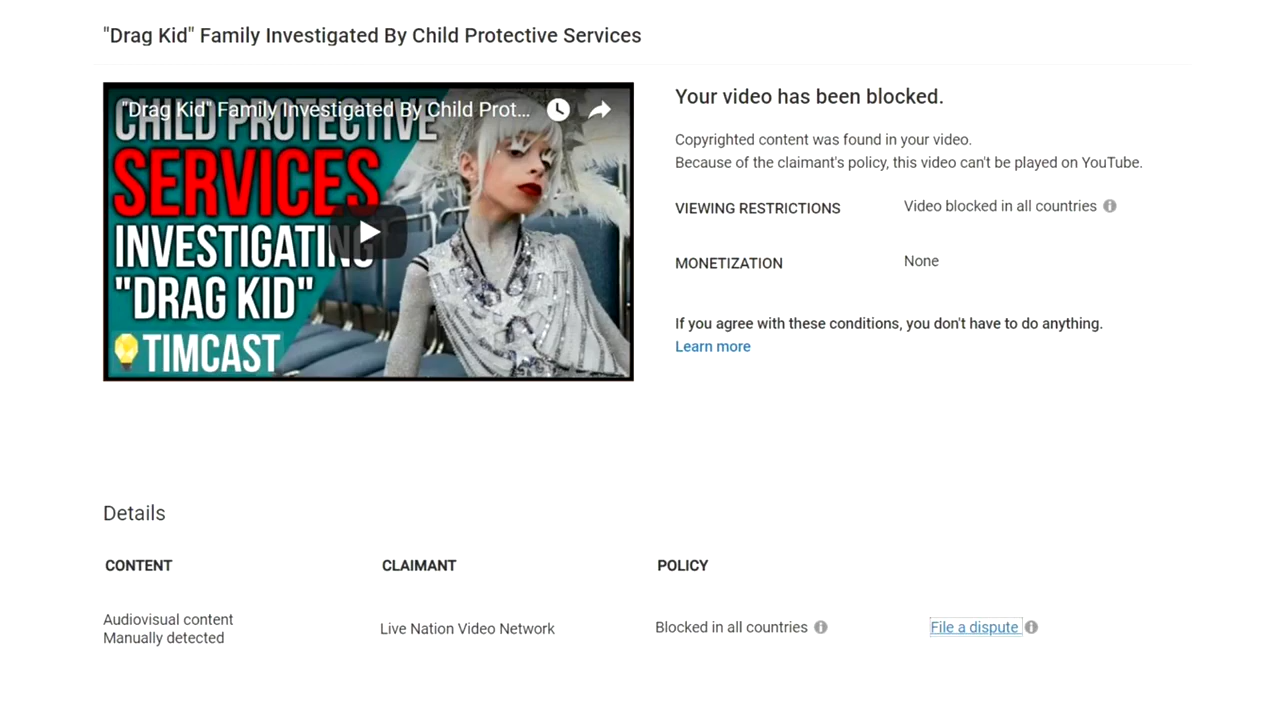 "Drag Kid" Family Investigated By Child Protective Services
"Drag Kid" Family Investigated By Child Prot...
CHILD PROTECTIVE
SERVICES
INVESTIGATING
"DRAG KID"
TIMCAST
Your video has been blocked.
Copyrighted content was found in your video.
Because of the claimant's policy, this video can't be played on YouTube.
VIEWING RESTRICTIONS Video blocked in all countries
MONETIZATION None
If you agree with these conditions, you don't have to do anything.
Learn more
Details
CONTENT CLAIMANT POLICY
Audiovisual content
Manually detected
Live Nation Video Network
Blocked in all countries
File a dispute